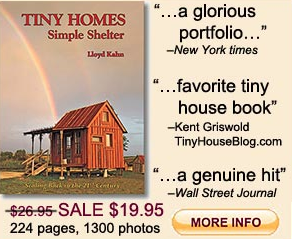 TINY HOMES
Simple Shelter
Lloyd Kahn
Scaling Back in the 21st Century
$26.95 SALE $19.95
224 pages, 1300 photos
“...a glorious
portfolio...”
–New York times
“...favorite tiny
house book”
–Kent Griswold
TinyHouseBlog.com
“...a genuine hit”
–Wall Street Journal
MORE INFO